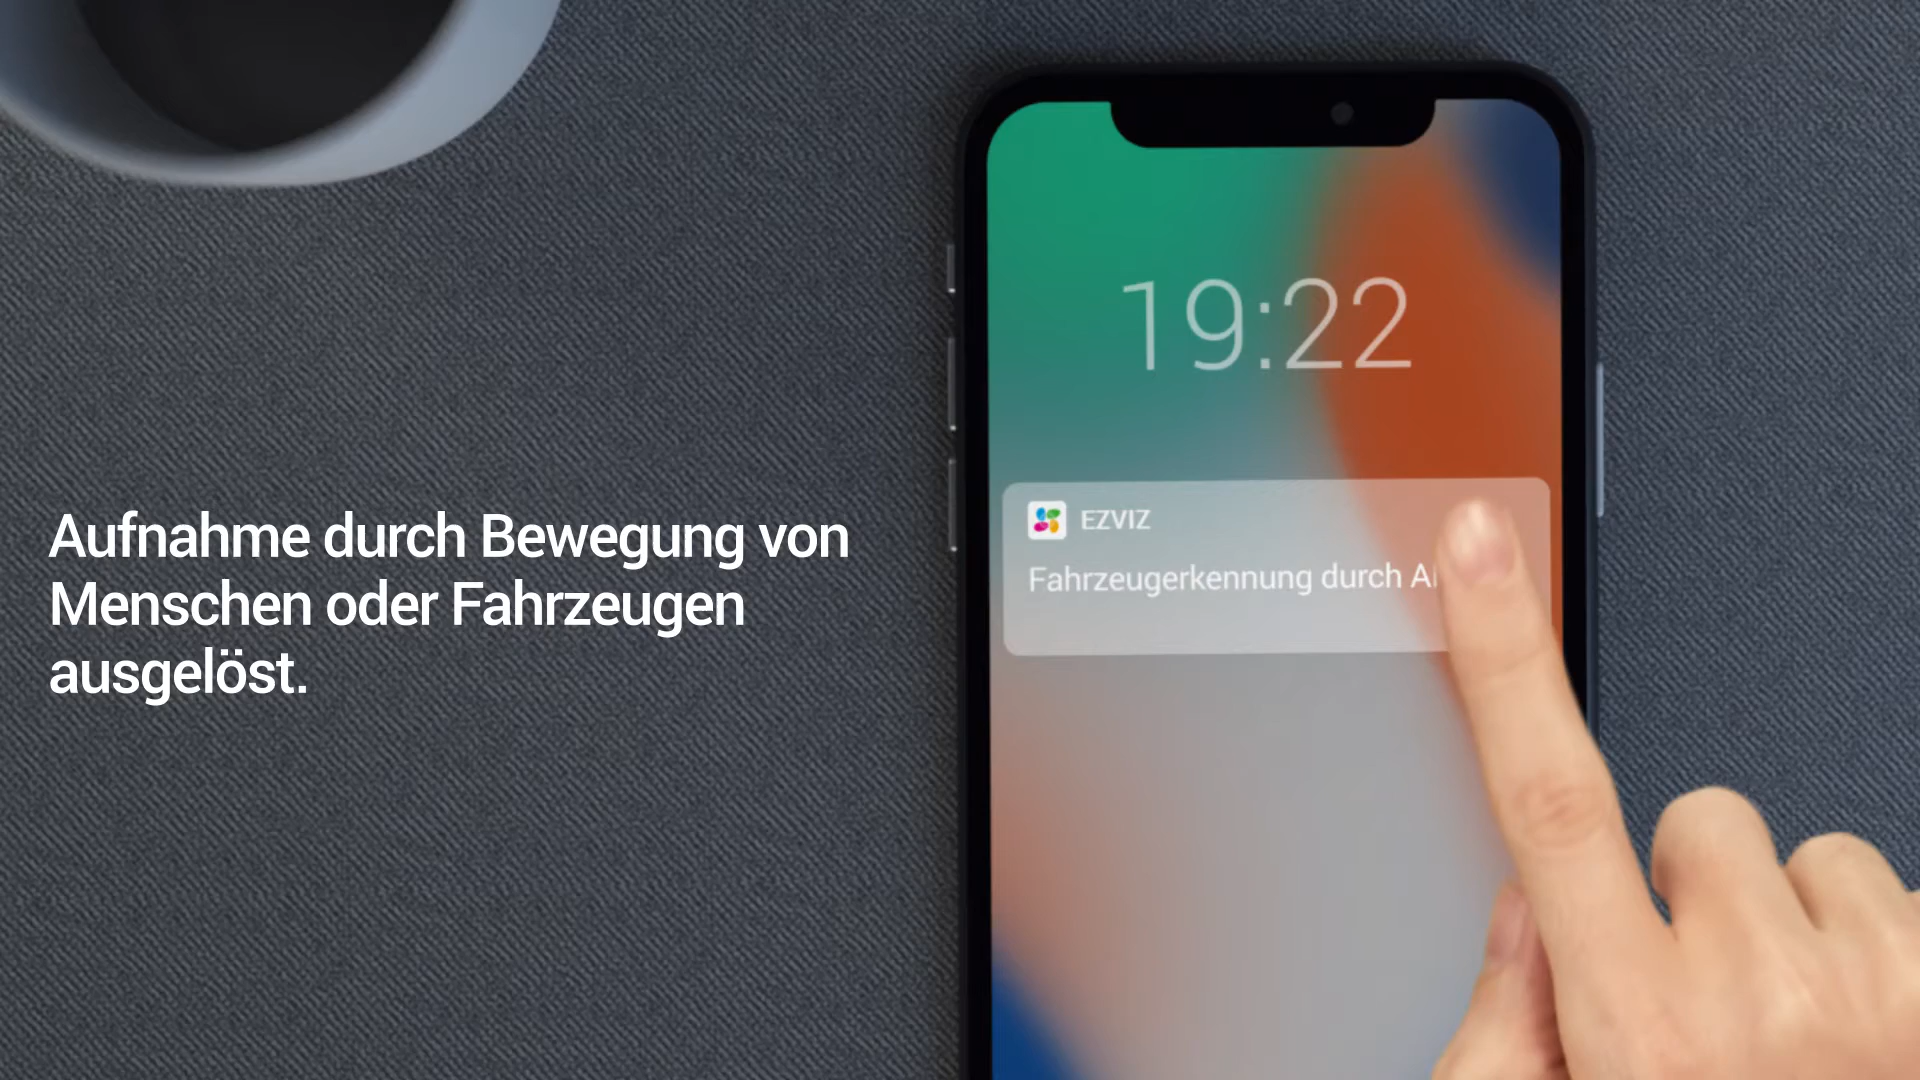 Aufnahme durch Bewegung von
Menschen oder Fahrzeugen
ausgelöst.
19:22
EZVIZ
Fahrzeugerkennung durch